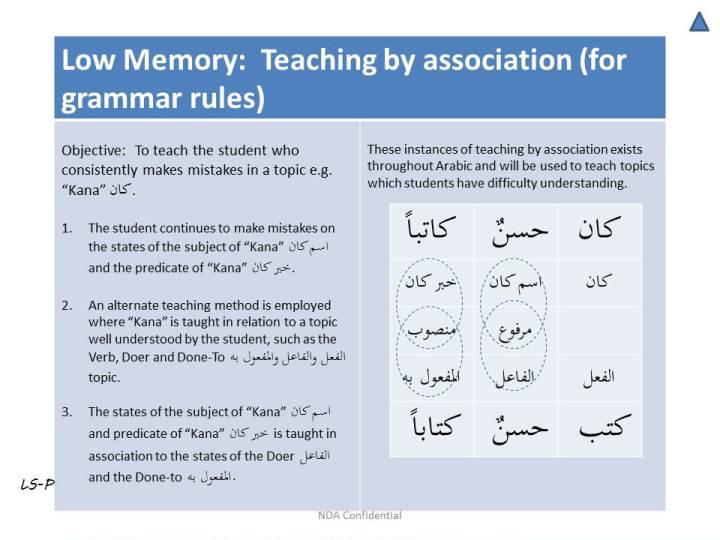 Low Memory: Teaching by association (for
grammar rules)
Objective: To teach the student who
consistently makes mistakes in a topic e.g.
“Kana” كان.
1. The student continues to make mistakes on
the states of the subject of “Kana” اسم كان
and the predicate of “Kana” خبر كان.
2. An alternate teaching method is employed
where “Kana” is taught in relation to a topic
well understood by the student, such as the
Verb, Doer and Done-To الفعل والفاعل والمفعول به
topic.
3. The states of the subject of “Kana” اسم كان
and predicate of “Kana” خبر كان is taught in
association to the states of the Doer الفاعل
and the Done-to المفعول به.
These instances of teaching by association exists
throughout Arabic and will be used to teach topics
which students have difficulty understanding.
كان حسنٌ كاتباً
كان اسم كان خبر كان
مرفوع منصوب
الفعل الفاعل المفعول به
كتب حسنٌ كتاباً
LS-P
NDA Confidential